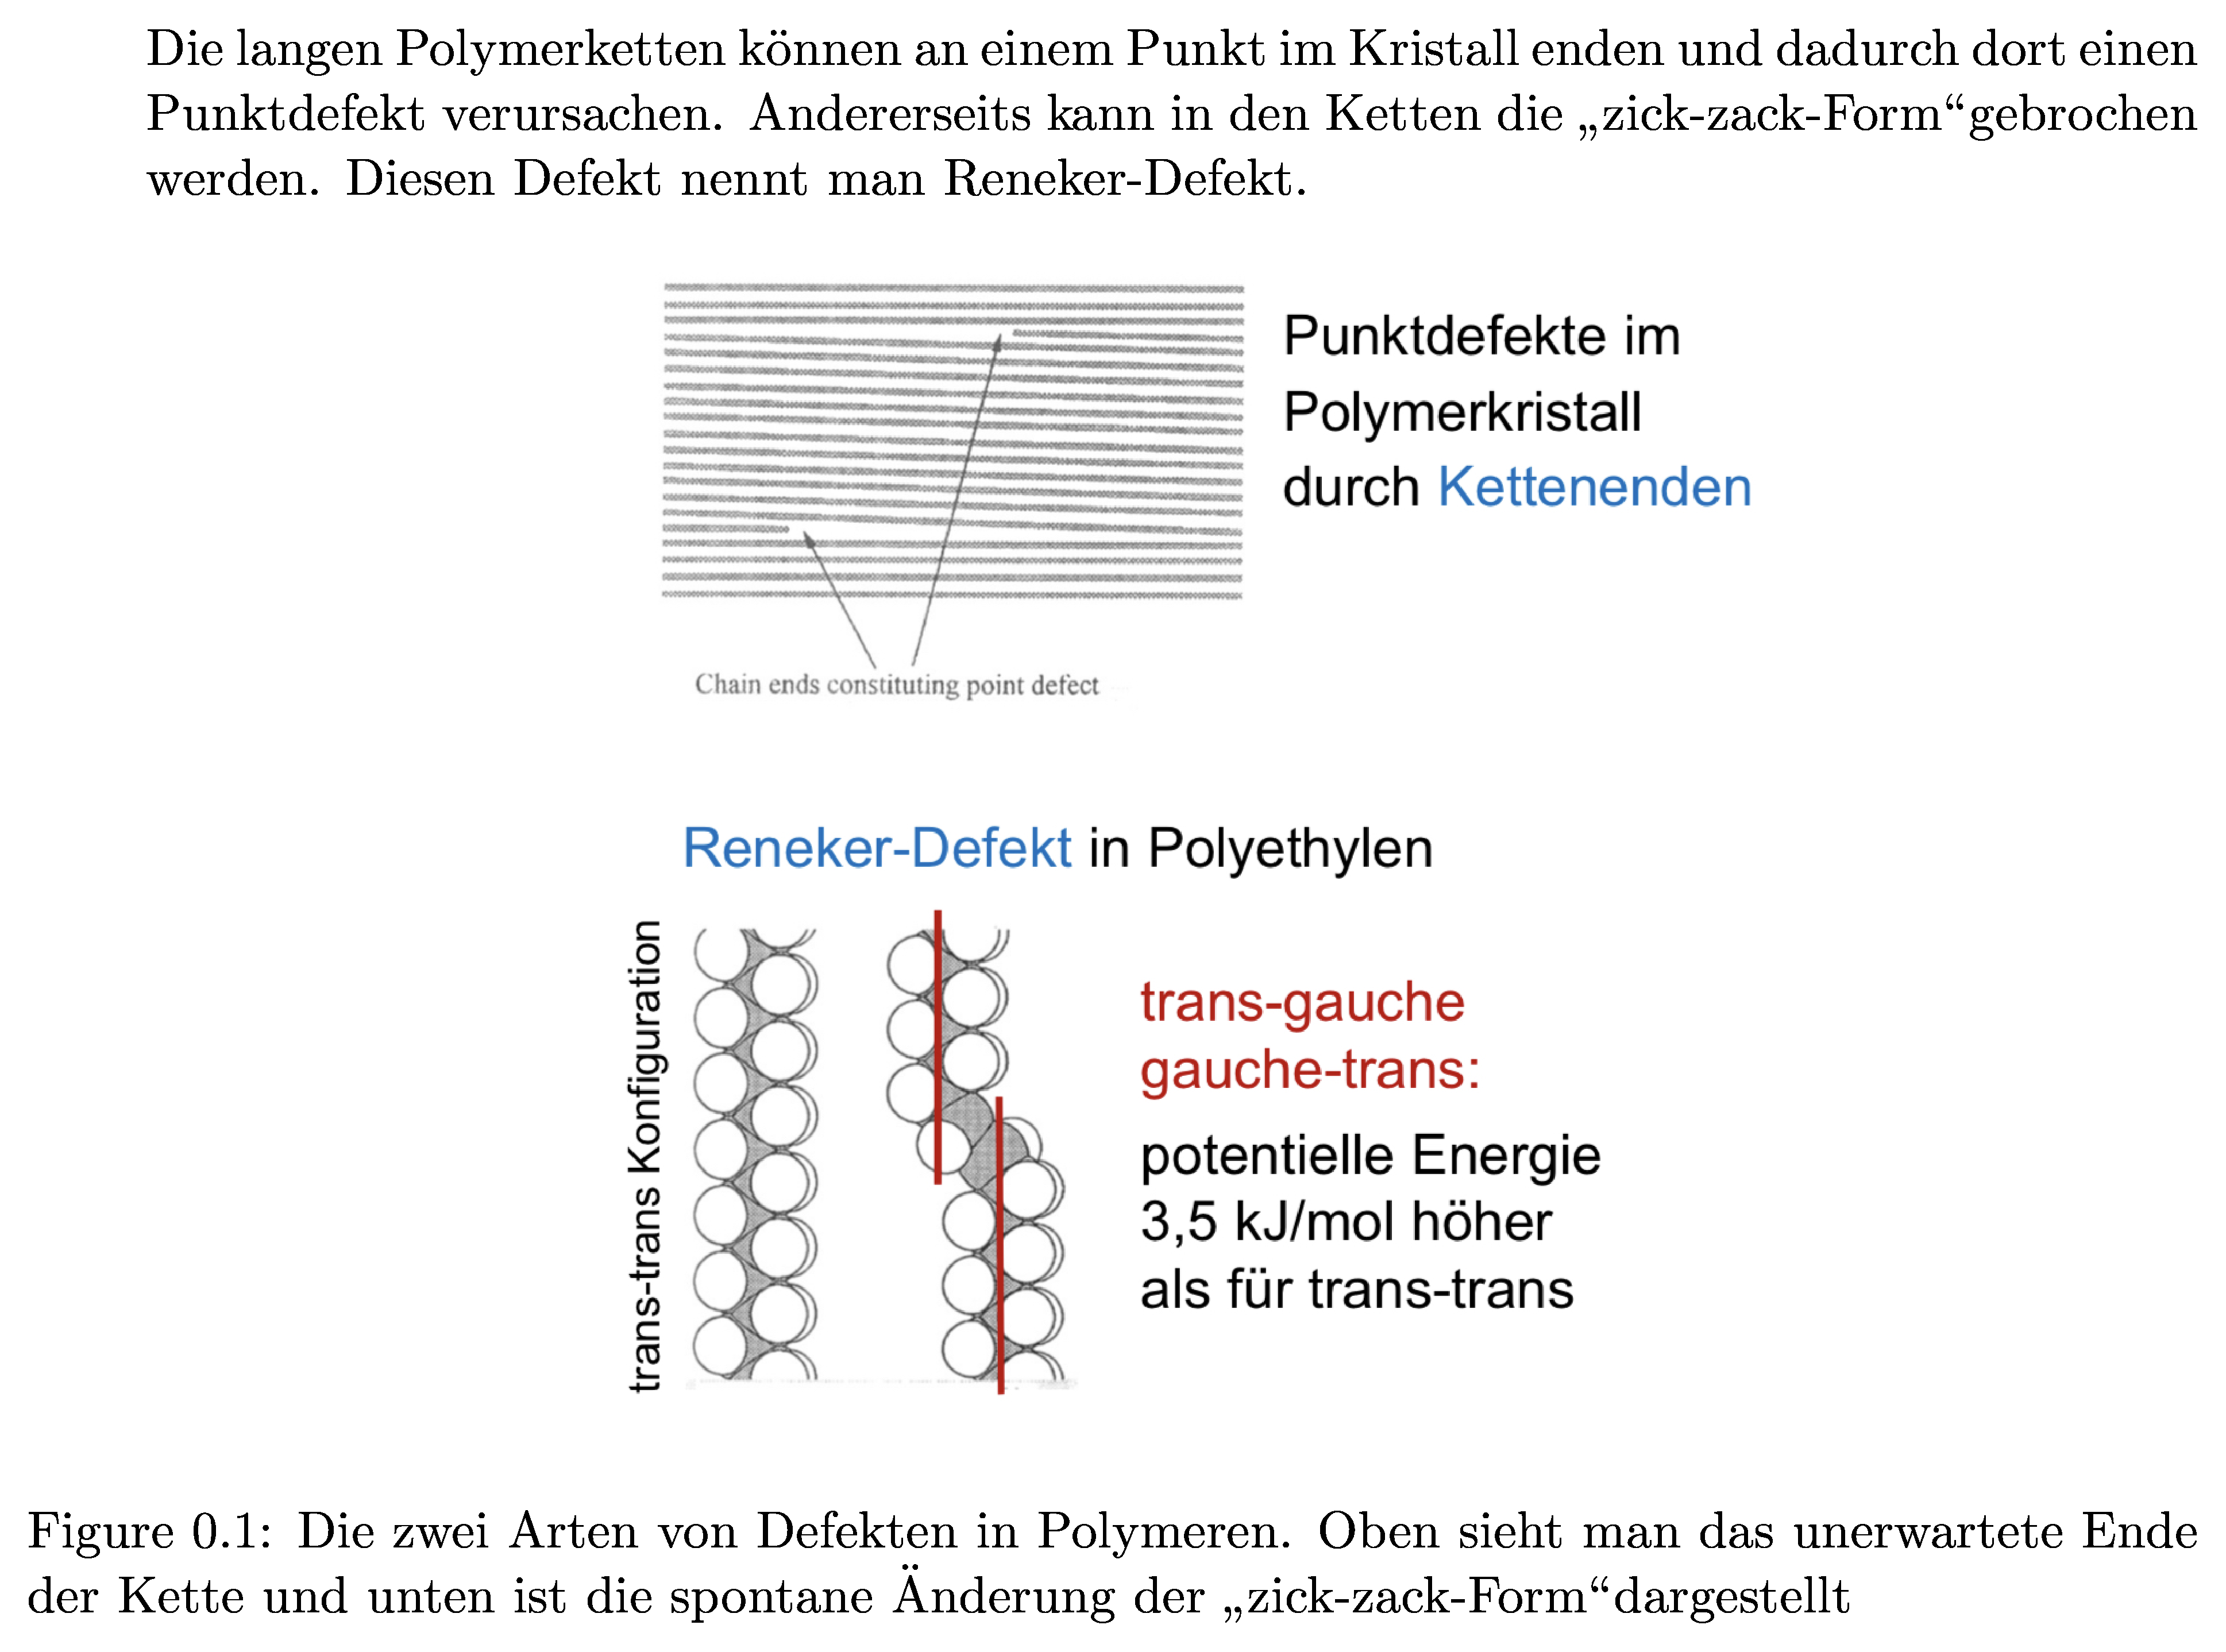 Die langen Polymerketten können an einem Punkt im Kristall enden und dadurch dort einen
Punktdefekt verursachen. Andererseits kann in den Ketten die „zick-zack-Form“gebrochen
werden. Diesen Defekt nennt man Reneker-Defekt.
Punktdefekte im
Polymerkristall
durch Kettenenden
Chain ends constituting point defect
Reneker-Defekt in Polyethylen
trans-trans Konfiguration
trans-gauche
gauche-trans:
potentielle Energie
3,5 kJ/mol höher
als für trans-trans
Figure 0.1: Die zwei Arten von Defekten in Polymeren. Oben sieht man das unerwartete Ende
der Kette und unten ist die spontane Änderung der „zick-zack-Form“dargestellt